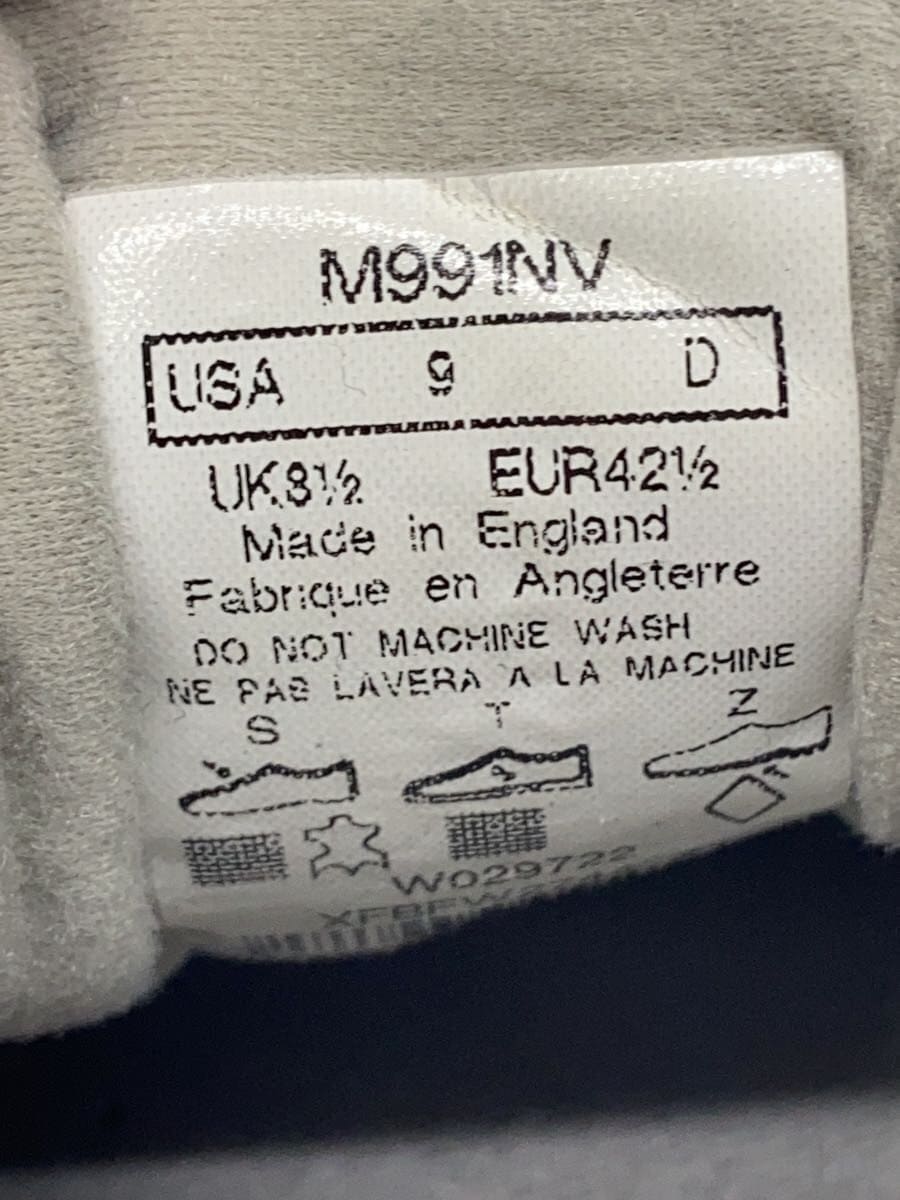 M991NV
USA 9 D
UK8½ EUR42½
Made in England
Fabrique en Angleterre
DO NOT MACHINE WASH
NE PAS LAVERA A LA MACHINE
S T Z
W029722